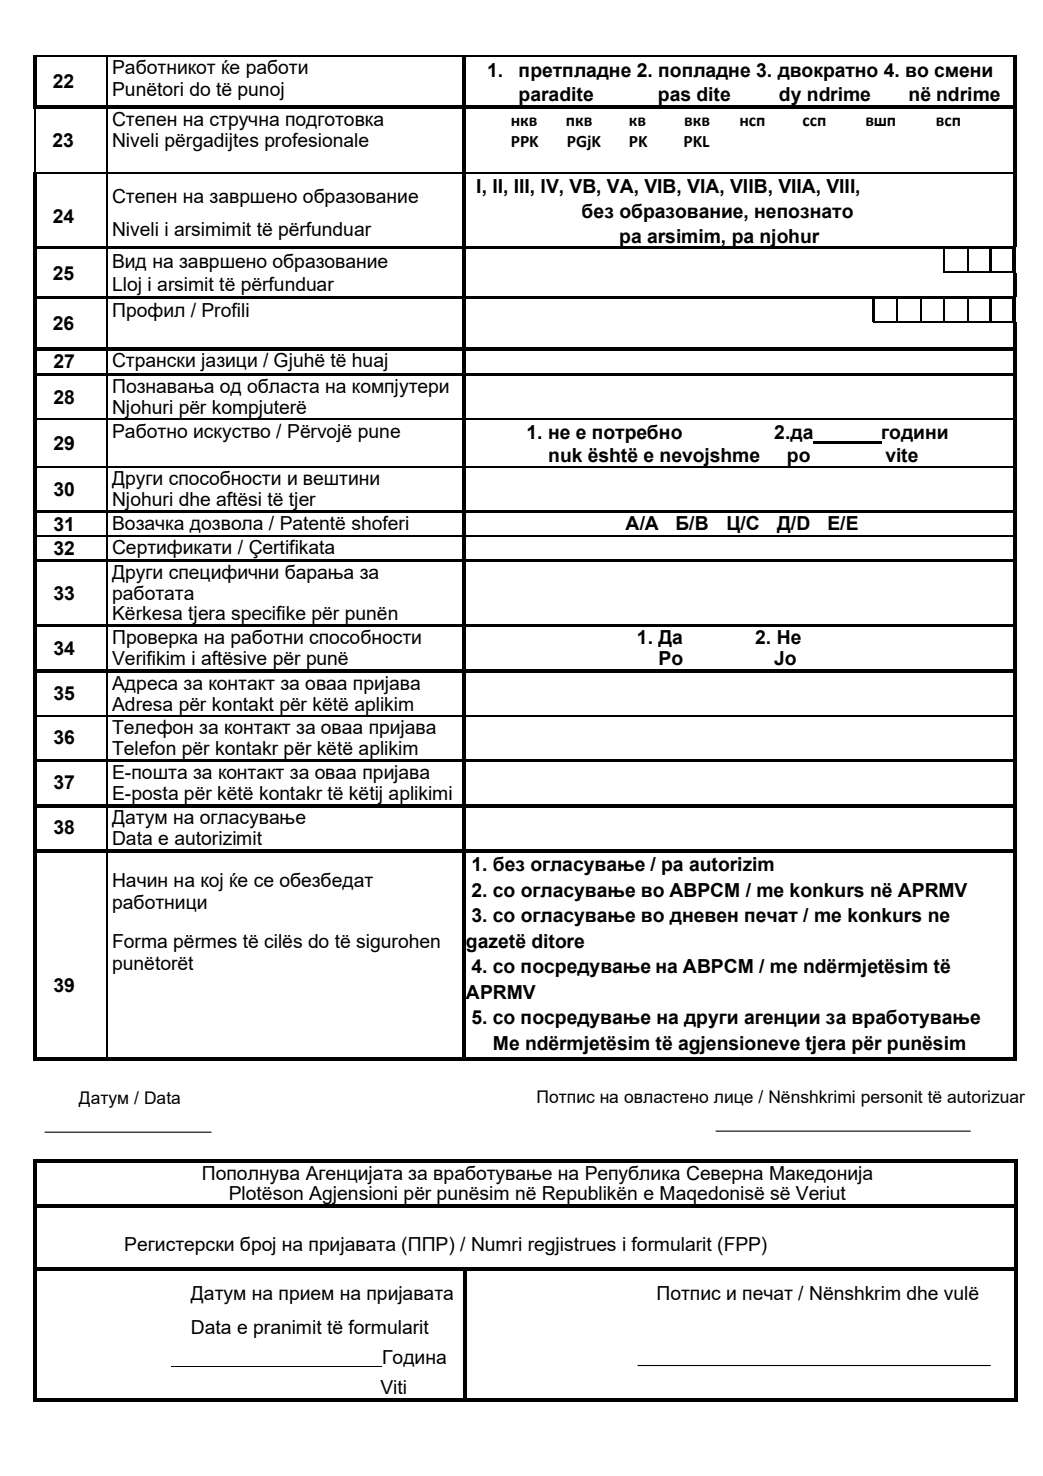 22
Работникот ќе работи
Punëtori do të punoj
1. претпладне 2. попладне 3. двократно 4. во смени
paradite pas dite dy ndrime në ndrime
23
Степен на стручна подготовка
Niveli përgadijtes profesionale
НКВ ПКВ КВ ВКВ НСП ССП ВШП ВСП
PPK PGjK PK PKL
24
Степен на завршено образование
Niveli i arsimimit të përfunduar
I, II, III, IV, VB, VA, VIB, VIA, VIIB, VIIA, VIII,
без образование, непознато
pa arsimim, pa njohur
25
Вид на завршено образование
Lloj i arsimit të përfunduar
26
Профил / Profili
27
Странски јазици / Gjuhë të huaj
28
Познавања од областа на компјутери
Njohuri për kompjuterë
29
Работно искуство / Përvojë pune
1. не е потребно 2.да______години
nuk është e nevojshme po vite
30
Други способности и вештини
Njohuri dhe aftësi të tjer
31
Возачка дозвола / Patentë shoferi
А/A Б/B Ц/C Д/D Е/E
32
Сертификати / Çertifikata
33
Други специфични барања за
работата
Kërkesa tjera specifike për punën
34
Проверка на работни способности
Verifikim i aftësive për punë
1. Да 2. Не
Po Jo
35
Адреса за контакт за оваа пријава
Adresa për kontakt për këtë aplikim
36
Телефон за контакт за оваа пријава
Telefon për kontakr për këtë aplikim
37
Е-пошта за контакт за оваа пријава
E-posta për këtë kontakr të këtij aplikimi
38
Датум на огласување
Data e autorizimit
39
Начин на кој ќе се обезбедат
работници
Forma përmes të cilës do të sigurohen
punëtorët
1. без огласување / pa autorizim
2. со огласување во АВРСМ / me konkurs në APRMV
3. со огласување во дневен печат / me konkurs ne
gazetë ditore
4. со посредување на АВРСМ / me ndërmjetësim të
APRMV
5. со посредување на други агенции за вработување
Me ndërmjetësim të agjensioneve tjera për punësim
Датум / Data
Потпис на овластено лице / Nënshkrimi personit të autorizuar
Пополнува Агенцијата за вработување на Република Северна Македонија
Plotëson Agjensioni për punësim në Republikën e Maqedonisë së Veriut
Регистерски број на пријавата (ППР) / Numri regjistrues i formularit (FPP)
Датум на прием на пријавата
Data e pranimit të formularit
____________________Година
Viti
Потпис и печат / Nënshkrim dhe vulë